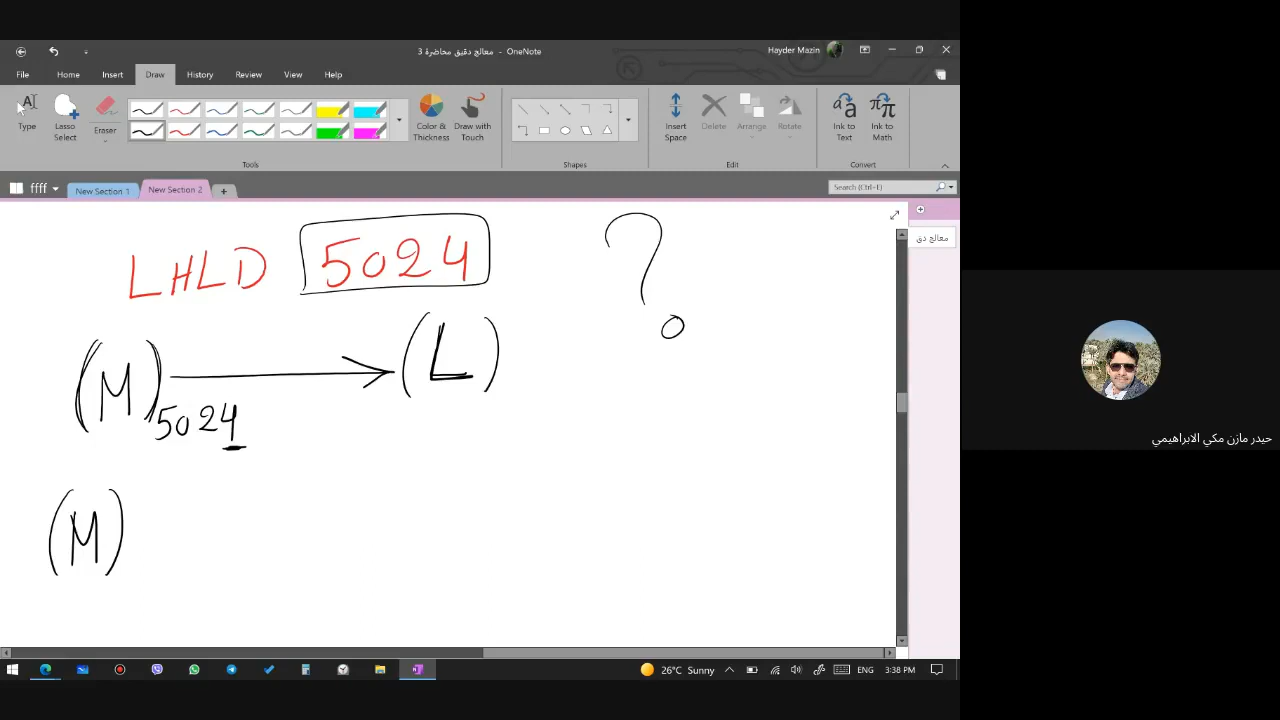 معالج دقيق محاضرة 3 - OneNote
Hayder Mazin
File Home Insert Draw History Review View Help
Type
Lasso Select
Eraser
Color & Thickness
Draw with Touch
Insert Space
Delete
Arrange
Rotate
Ink to Text
Ink to Math
Tools
Shapes
Edit
Convert
ffff
New Section 1
New Section 2
Search (Ctrl+E)
معالج دق
LHLD 5024 ?
(M)5024 (L)
(M)
حيدر مازن مكي الابراهيمي
26°C Sunny
ENG
3:38 PM